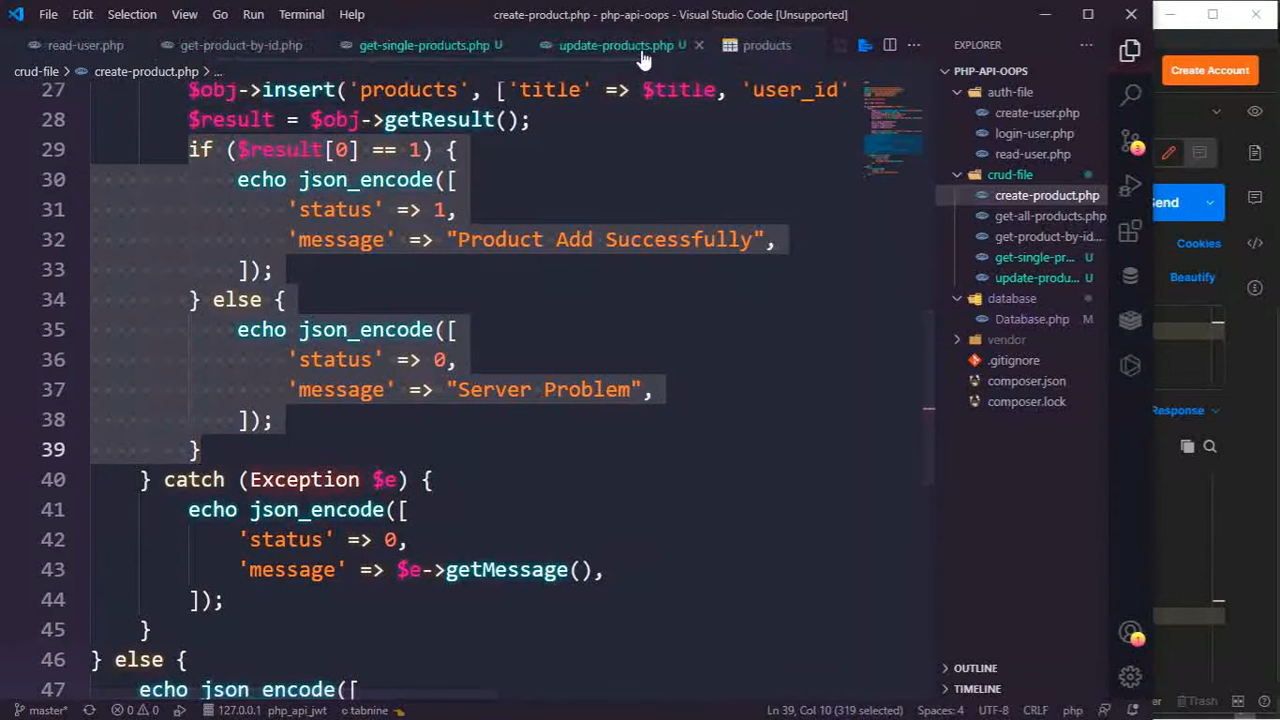 File Edit Selection View Go Run Terminal Help create-product.php - php-api-oops - Visual Studio Code [Unsupported]
read-user.php get-product-by-id.php get-single-products.php U update-products.php U products
crud-file > create-product.php > ...
27 $obj->insert('products', ['title' => $title, 'user_id'
28 $result = $obj->getResult();
29 if ($result[0] == 1) {
30 echo json_encode([
31 'status' => 1,
32 'message' => "Product Add Successfully",
33 ]);
34 } else {
35 echo json_encode([
36 'status' => 0,
37 'message' => "Server Problem",
38 ]);
39 }
40 } catch (Exception $e) {
41 echo json_encode([
42 'status' => 0,
43 'message' => $e->getMessage(),
44 ]);
45 }
46 } else {
47 echo json_encode([
EXPLORER
PHP-API-OOPS
auth-file
create-user.php
login-user.php
read-user.php
crud-file
create-product.php
get-all-products.php
get-product-by-id...
get-single-pr... U
update-produ... U
database
Database.php M
vendor
.gitignore
composer.json
composer.lock
OUTLINE
TIMELINE
3
1
Create Account
Send
Cookies
Beautify
Response
Trash
master* 0 0 127.0.0.1 php_api_jwt tabnine Ln 39, Col 10 (319 selected) Spaces: 4 UTF-8 CRLF php